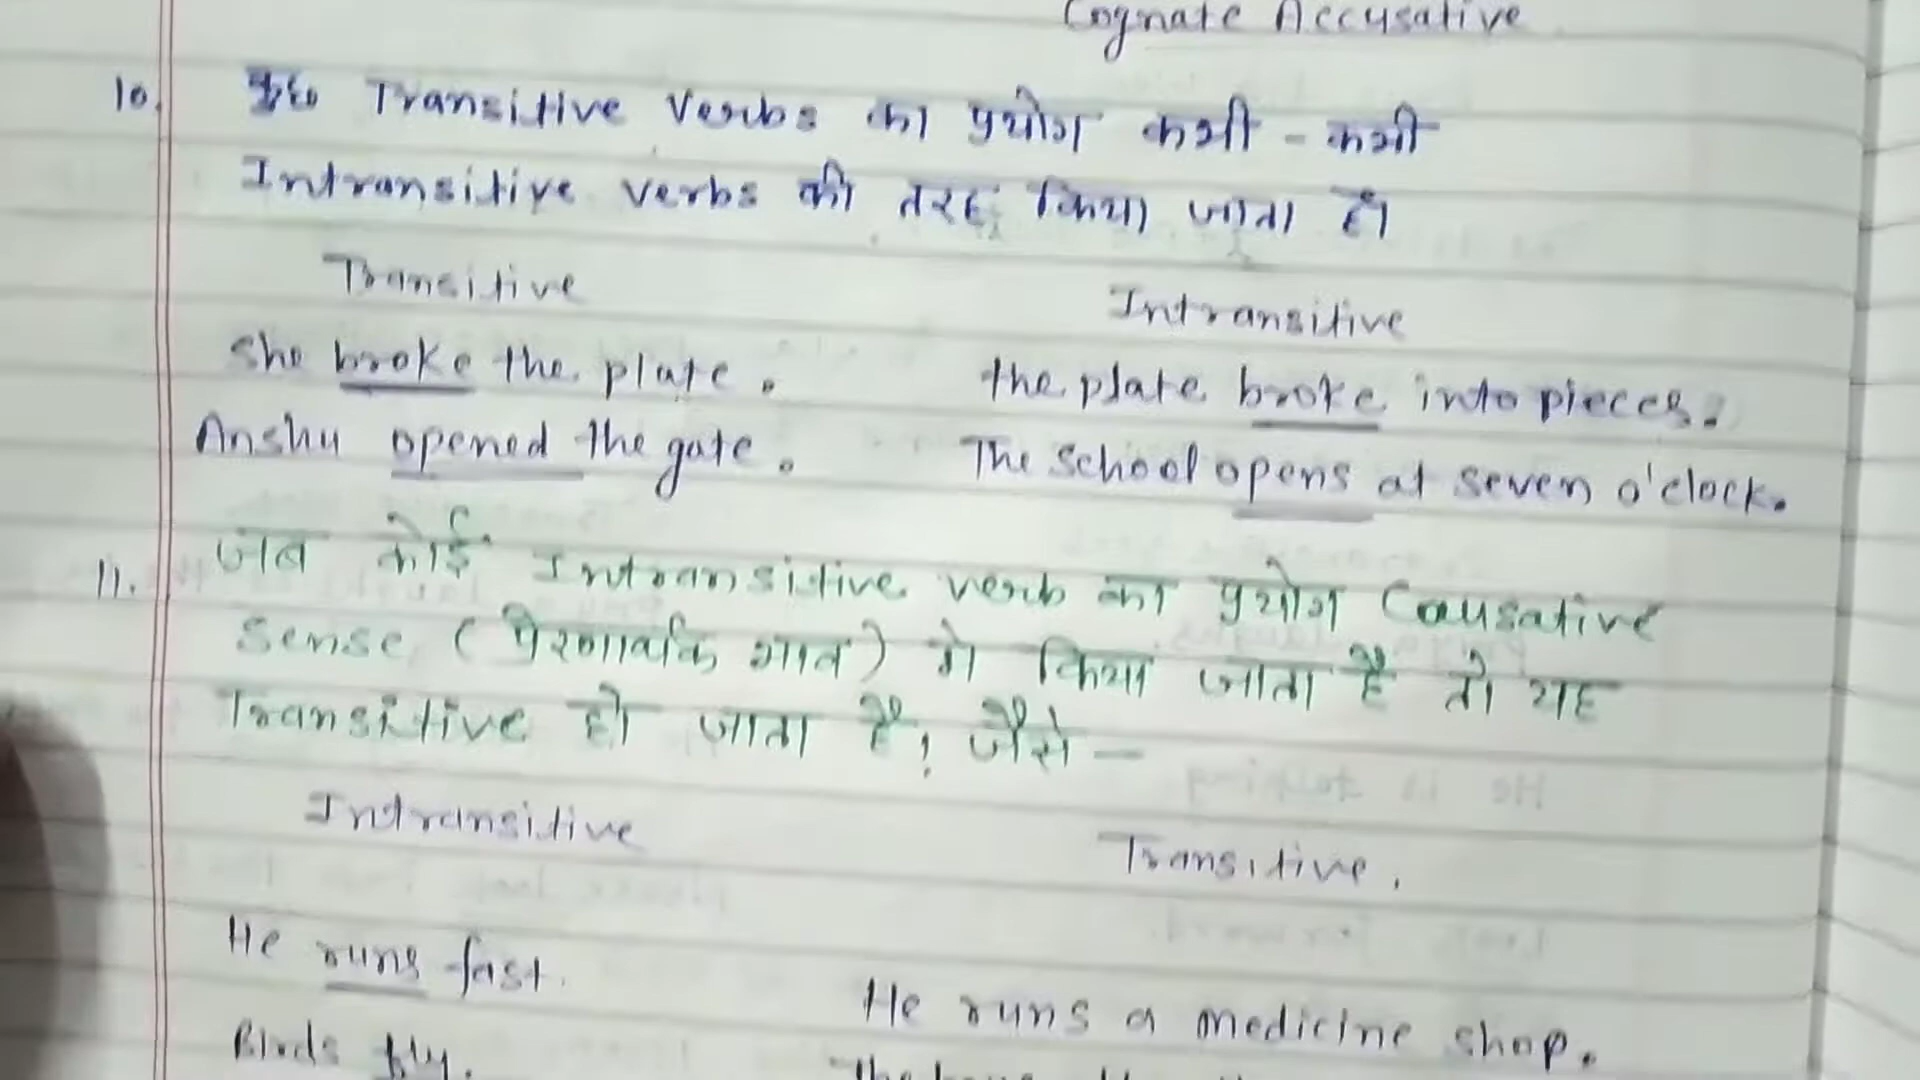 Cognate Accusative
10. कुछ Transitive Verbs का प्रयोग कभी - कभी
Intransitive verbs की तरह किया जाता है।
Transitive Intransitive
She broke the plate. the plate broke into pieces.
Anshu opened the gate. The School opens at seven o'clock.
11. जब कोई Intransitive verb का प्रयोग Causative
Sense (प्रेरणार्थक भाव) में किया जाता है तो यह
Transitive हो जाता है। जैसे —
Intransitive Transitive.
He runs fast. He runs a medicine shop.
Birds fly.